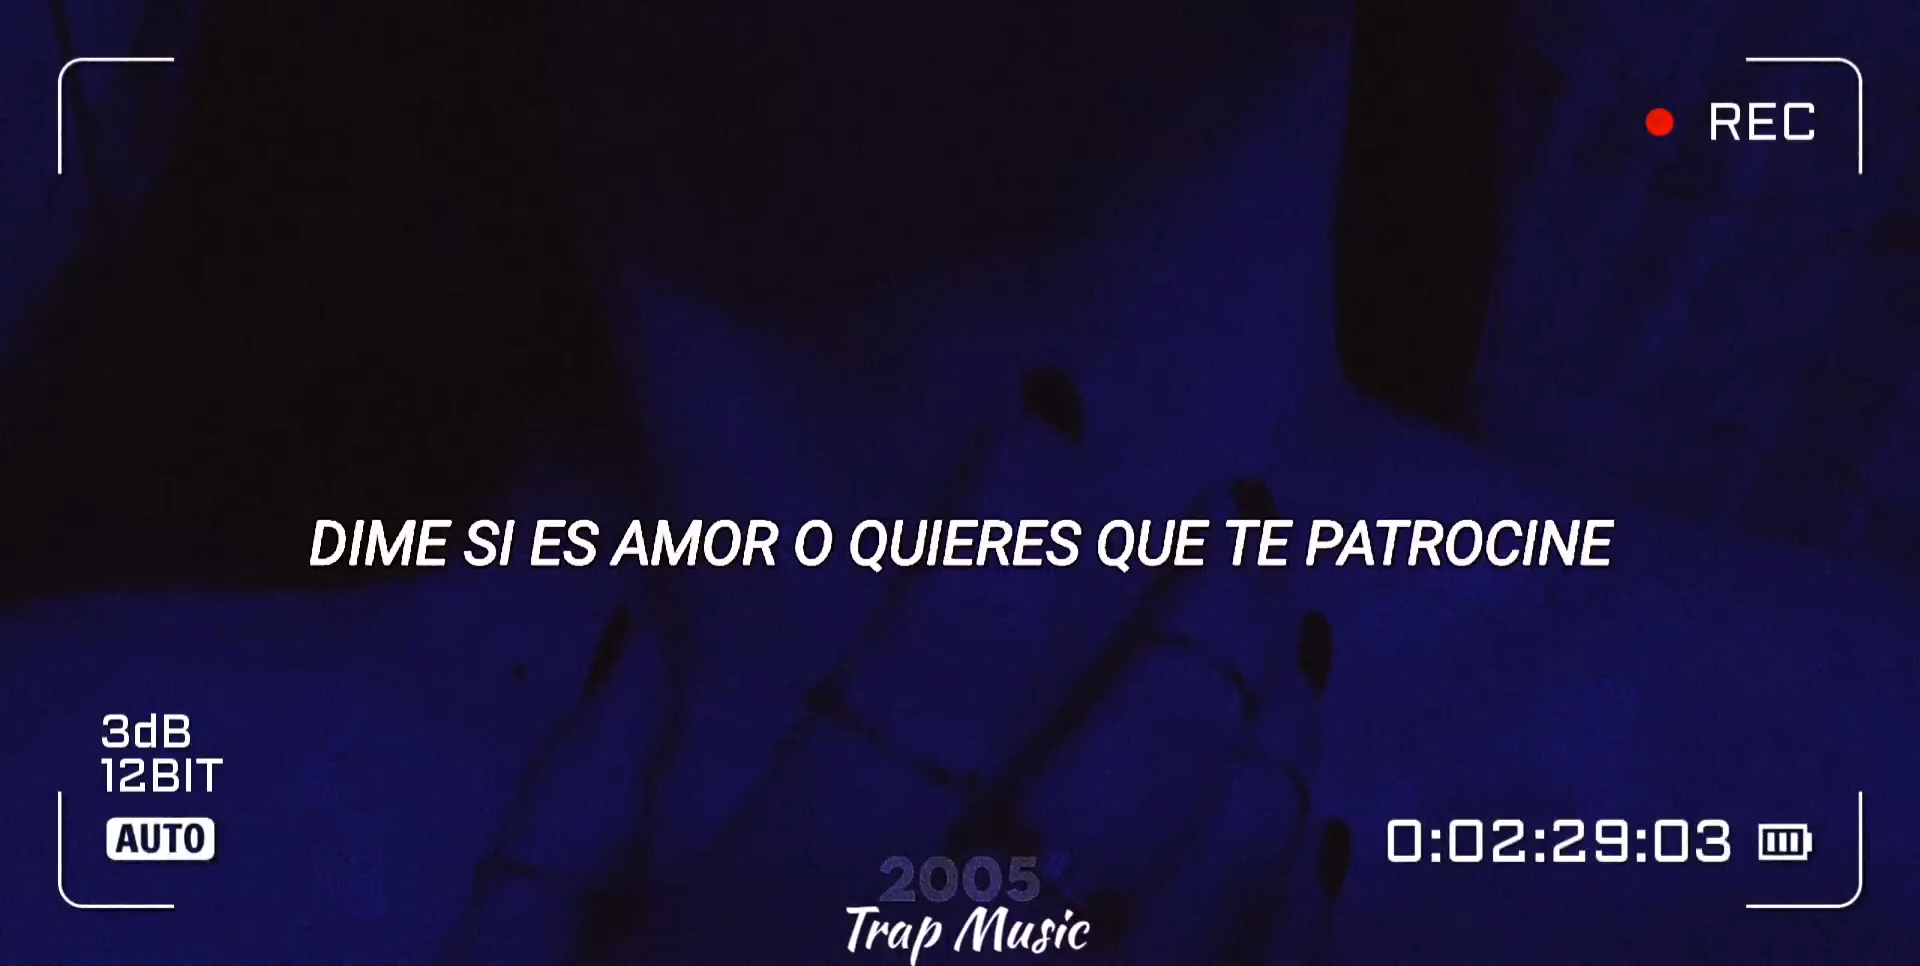 REC
DIME SI ES AMOR O QUIERES QUE TE PATROCINE
3dB
12BIT
AUTO
0:02:29:03
2005
Trap Music